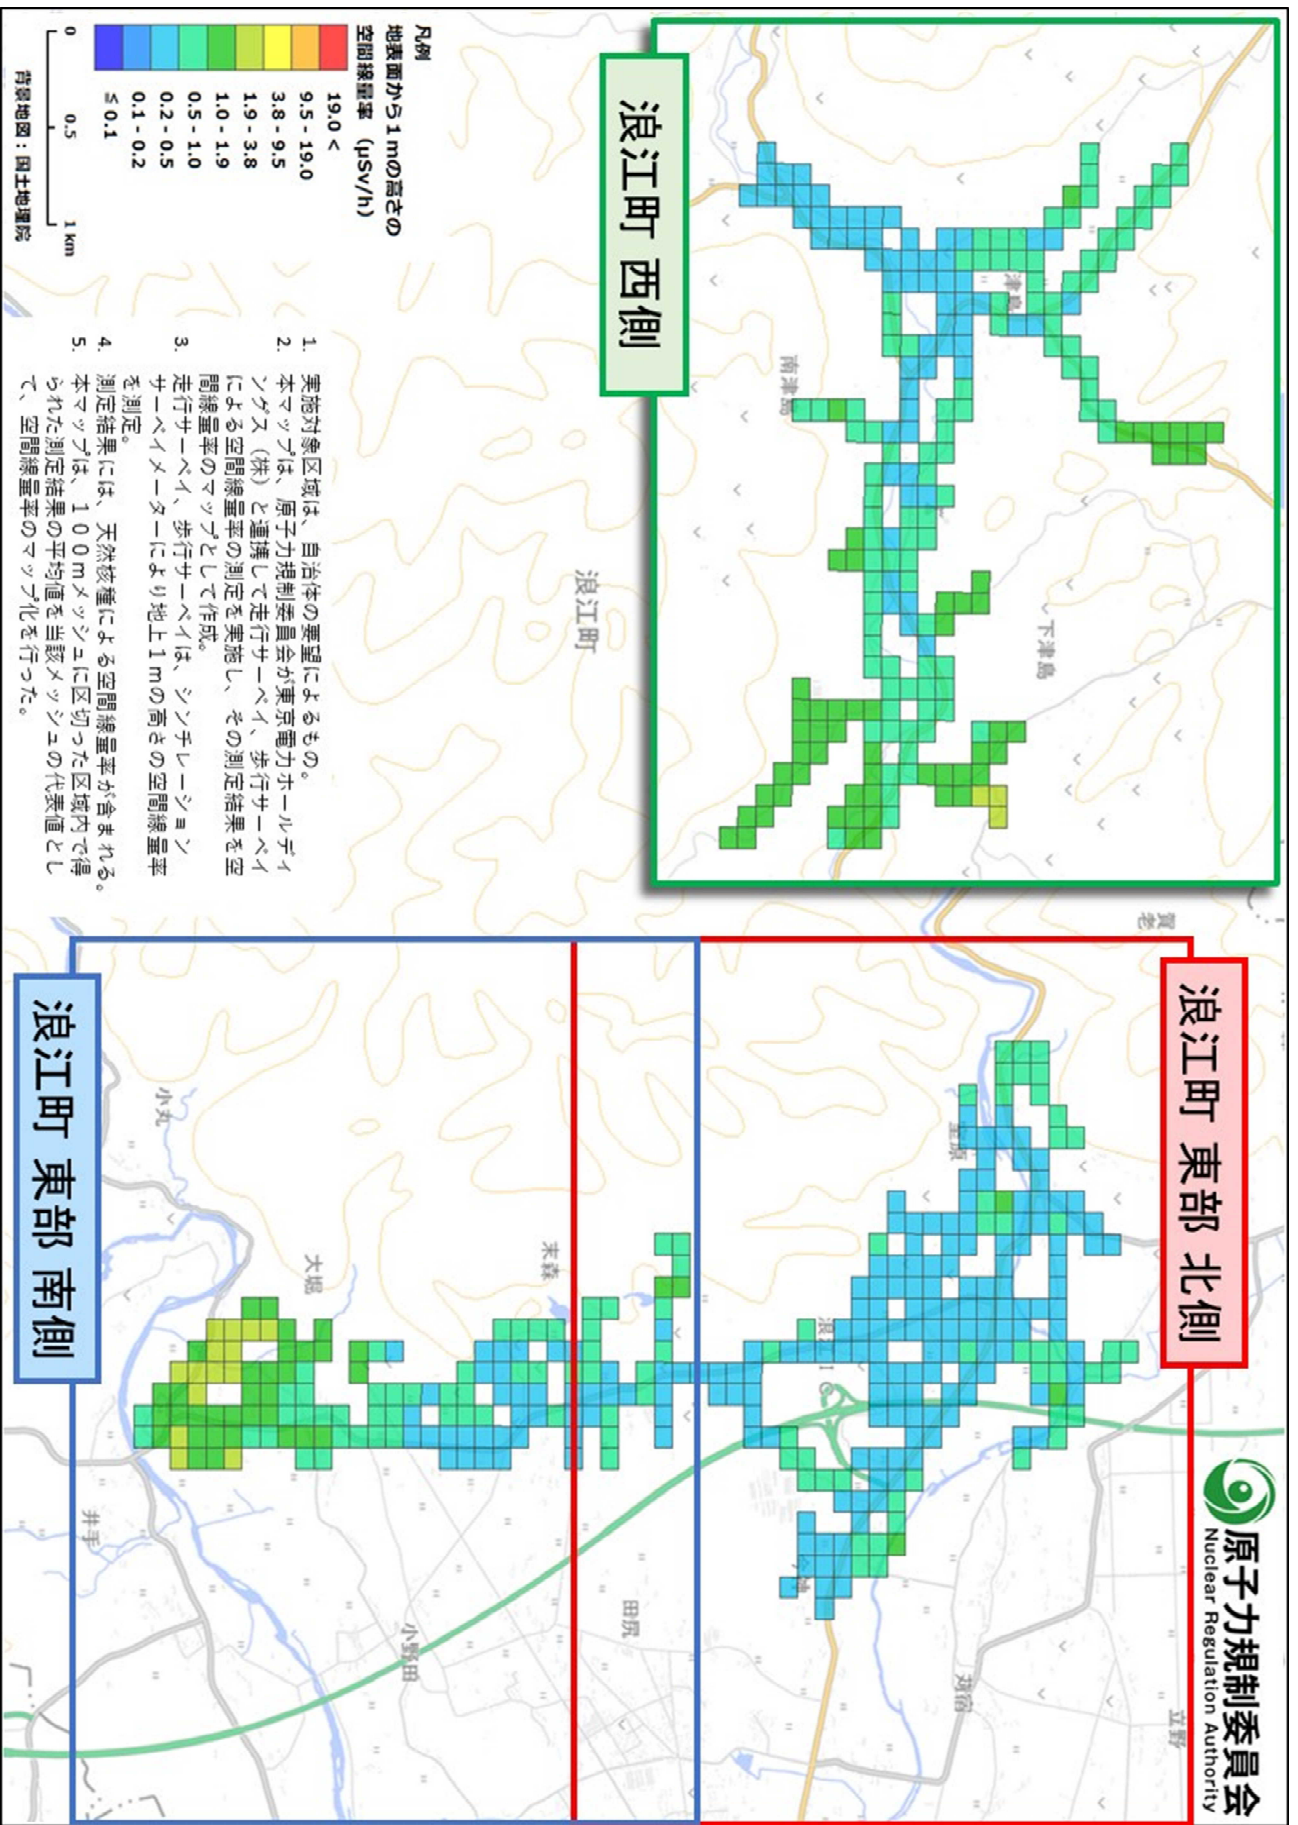 原子力規制委員会
Nuclear Regulation Authority
浪江町 西側
浪江町 東部 北側
浪江町 東部 南側
津島
南津島
下津島
浪江町
室原
末森
大堀
小丸
井手
小野田
田尻
苅宿
立野
凡例
地表面から1mの高さの
空間線量率 (μSv/h)
19.0 <
9.5 - 19.0
3.8 - 9.5
1.9 - 3.8
1.0 - 1.9
0.5 - 1.0
0.2 - 0.5
0.1 - 0.2
≤ 0.1
0 0.5 1 km
背景地図:国土地理院
1. 実施対象区域は、自治体の要望によるもの。
2. 本マップは、原子力規制委員会が東京電力ホールディ
ングス(株)と連携して走行サーベイ、歩行サーベイ
による空間線量率の測定を実施し、その測定結果を空
間線量率のマップとして作成。
3. 走行サーベイ、歩行サーベイは、シンチレーション
サーベイメーターにより地上1mの高さの空間線量率
を測定。
4. 測定結果には、天然核種による空間線量率が含まれる。
5. 本マップは、100mメッシュに区切った区域内で得
られた測定結果の平均値を当該メッシュの代表値とし
て、空間線量率のマップ化を行った。